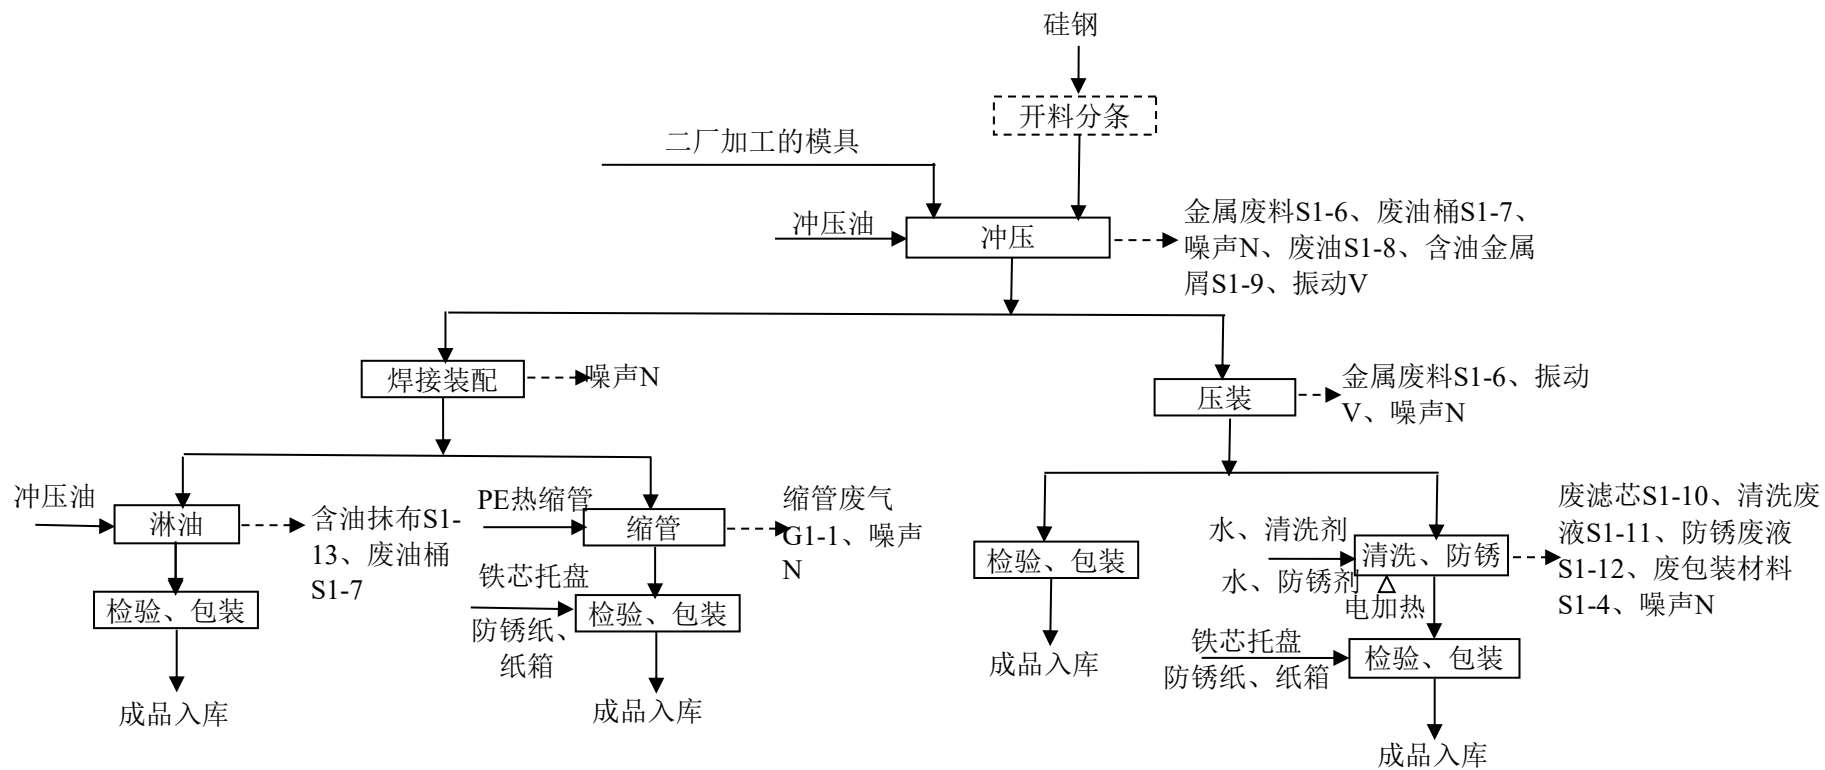 硅钢
开料分条
二厂加工的模具
冲压油
冲压
金属废料S1-6、废油桶S1-7、
噪声N、废油S1-8、含油金属
屑S1-9、振动V
焊接装配
噪声N
压装
金属废料S1-6、振动
V、噪声N
冲压油
淋油
含油抹布S1-
13、废油桶
S1-7
检验、包装
成品入库
PE热缩管
缩管
缩管废气
G1-1、噪声
N
铁芯托盘
防锈纸、
纸箱
检验、包装
成品入库
检验、包装
成品入库
水、清洗剂
水、防锈剂
清洗、防锈
电加热
废滤芯S1-10、清洗废
液S1-11、防锈废液
S1-12、废包装材料
S1-4、噪声N
铁芯托盘
防锈纸、纸箱
检验、包装
成品入库